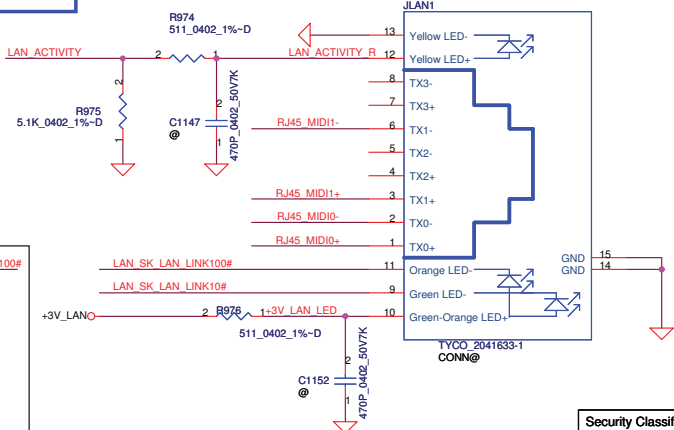 JLAN1
R974
511_0402_1%~D
LAN_ACTIVITY
2
1
LAN_ACTIVITY_R
13
Yellow LED-
12
Yellow LED+
8
TX3-
7
TX3+
2
R975
5.1K_0402_1%~D
1
2
C1147
@
1
470P_0402_50V7K
RJ45_MIDI1-
6
TX1-
5
TX2-
4
TX2+
RJ45_MIDI1+
3
TX1+
RJ45_MIDI0-
2
TX0-
RJ45_MIDI0+
1
TX0+
GND
15
GND
14
100#
LAN_SK_LAN_LINK100#
11
Orange LED-
LAN_SK_LAN_LINK10#
9
Green LED-
+3V_LAN
2
R976
1
+3V_LAN_LED
10
Green-Orange LED+
511_0402_1%~D
TYCO_2041633-1
CONN@
2
C1152
@
1
470P_0402_50V7K
Security Classif